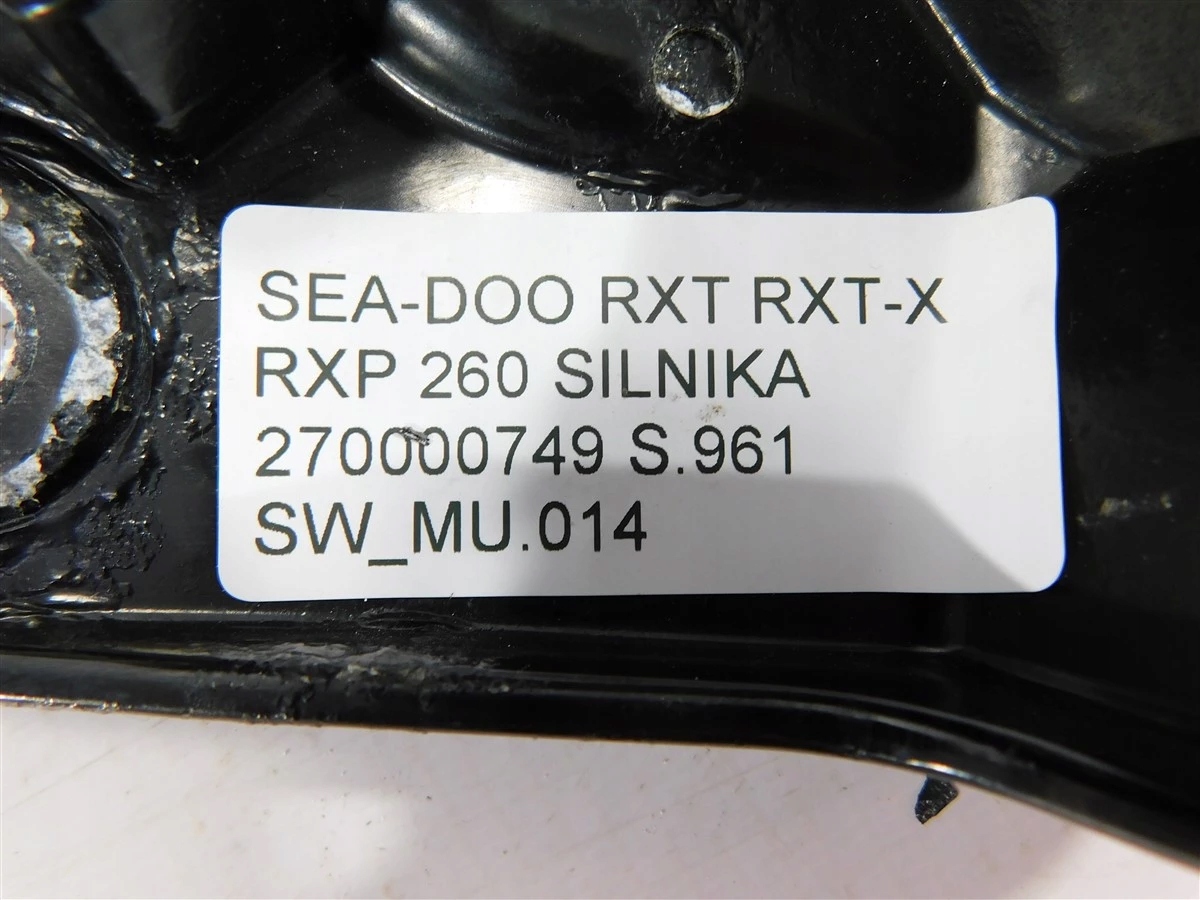 SEA-DOO RXT RXT-X
RXP 260 SILNIKA
270000749 S.961
SW_MU.014